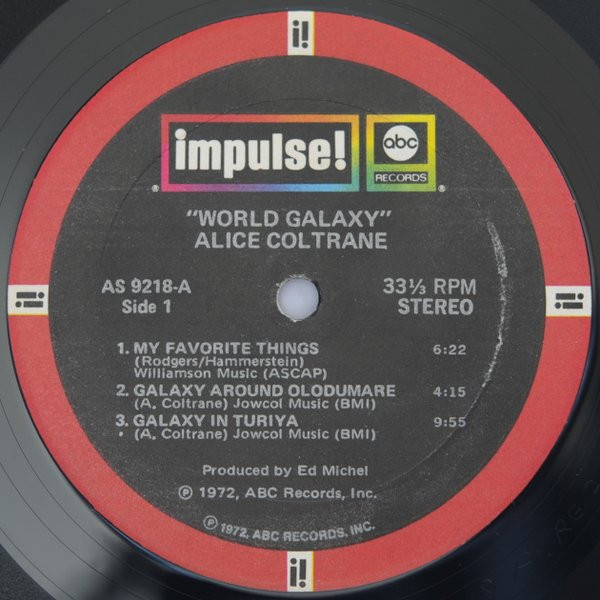 i!
impulse!
®
abc
RECORDS
®
"WORLD GALAXY"
ALICE COLTRANE
AS 9218-A
Side 1
33⅓ RPM
STEREO
i!
i!
1. MY FAVORITE THINGS 6:22
(Rodgers/Hammerstein)
Williamson Music (ASCAP)
2. GALAXY AROUND OLODUMARE 4:15
(A. Coltrane) Jowcol Music (BMI)
3. GALAXY IN TURIYA 9:55
(A. Coltrane) Jowcol Music (BMI)
Produced by Ed Michel
℗ 1972, ABC Records, Inc.
℗ 1972, ABC RECORDS, INC.
i!